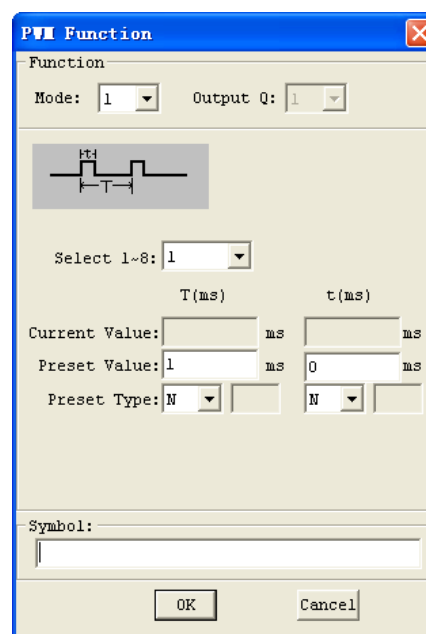 PWM Function
Function
Mode: 1 Output Q: 1
t
T
Select 1~8: 1
T(ms) t(ms)
Current Value: ms ms
Preset Value: 1 ms 0 ms
Preset Type: N N
Symbol:
OK Cancel